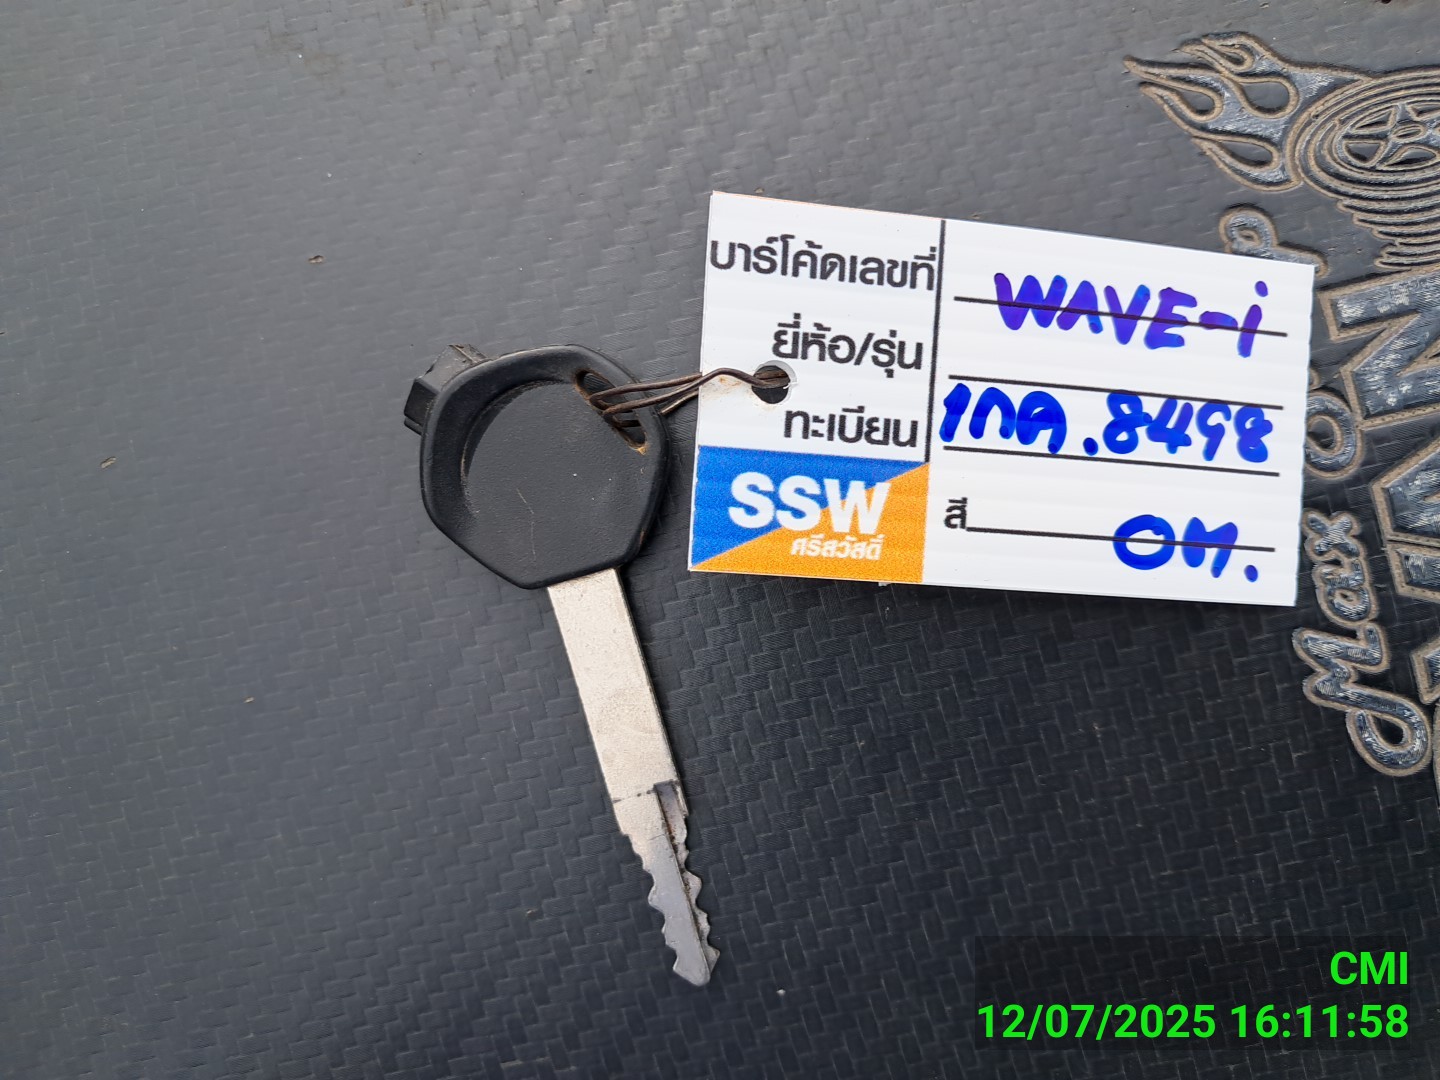 บาร์โค้ดเลขที่
WAVE-i
ยี่ห้อ/รุ่น
ทะเบียน
1กค.8498
SSW
ศรีสวัสดิ์
สี
Max
CMI
12/07/2025 16:11:58